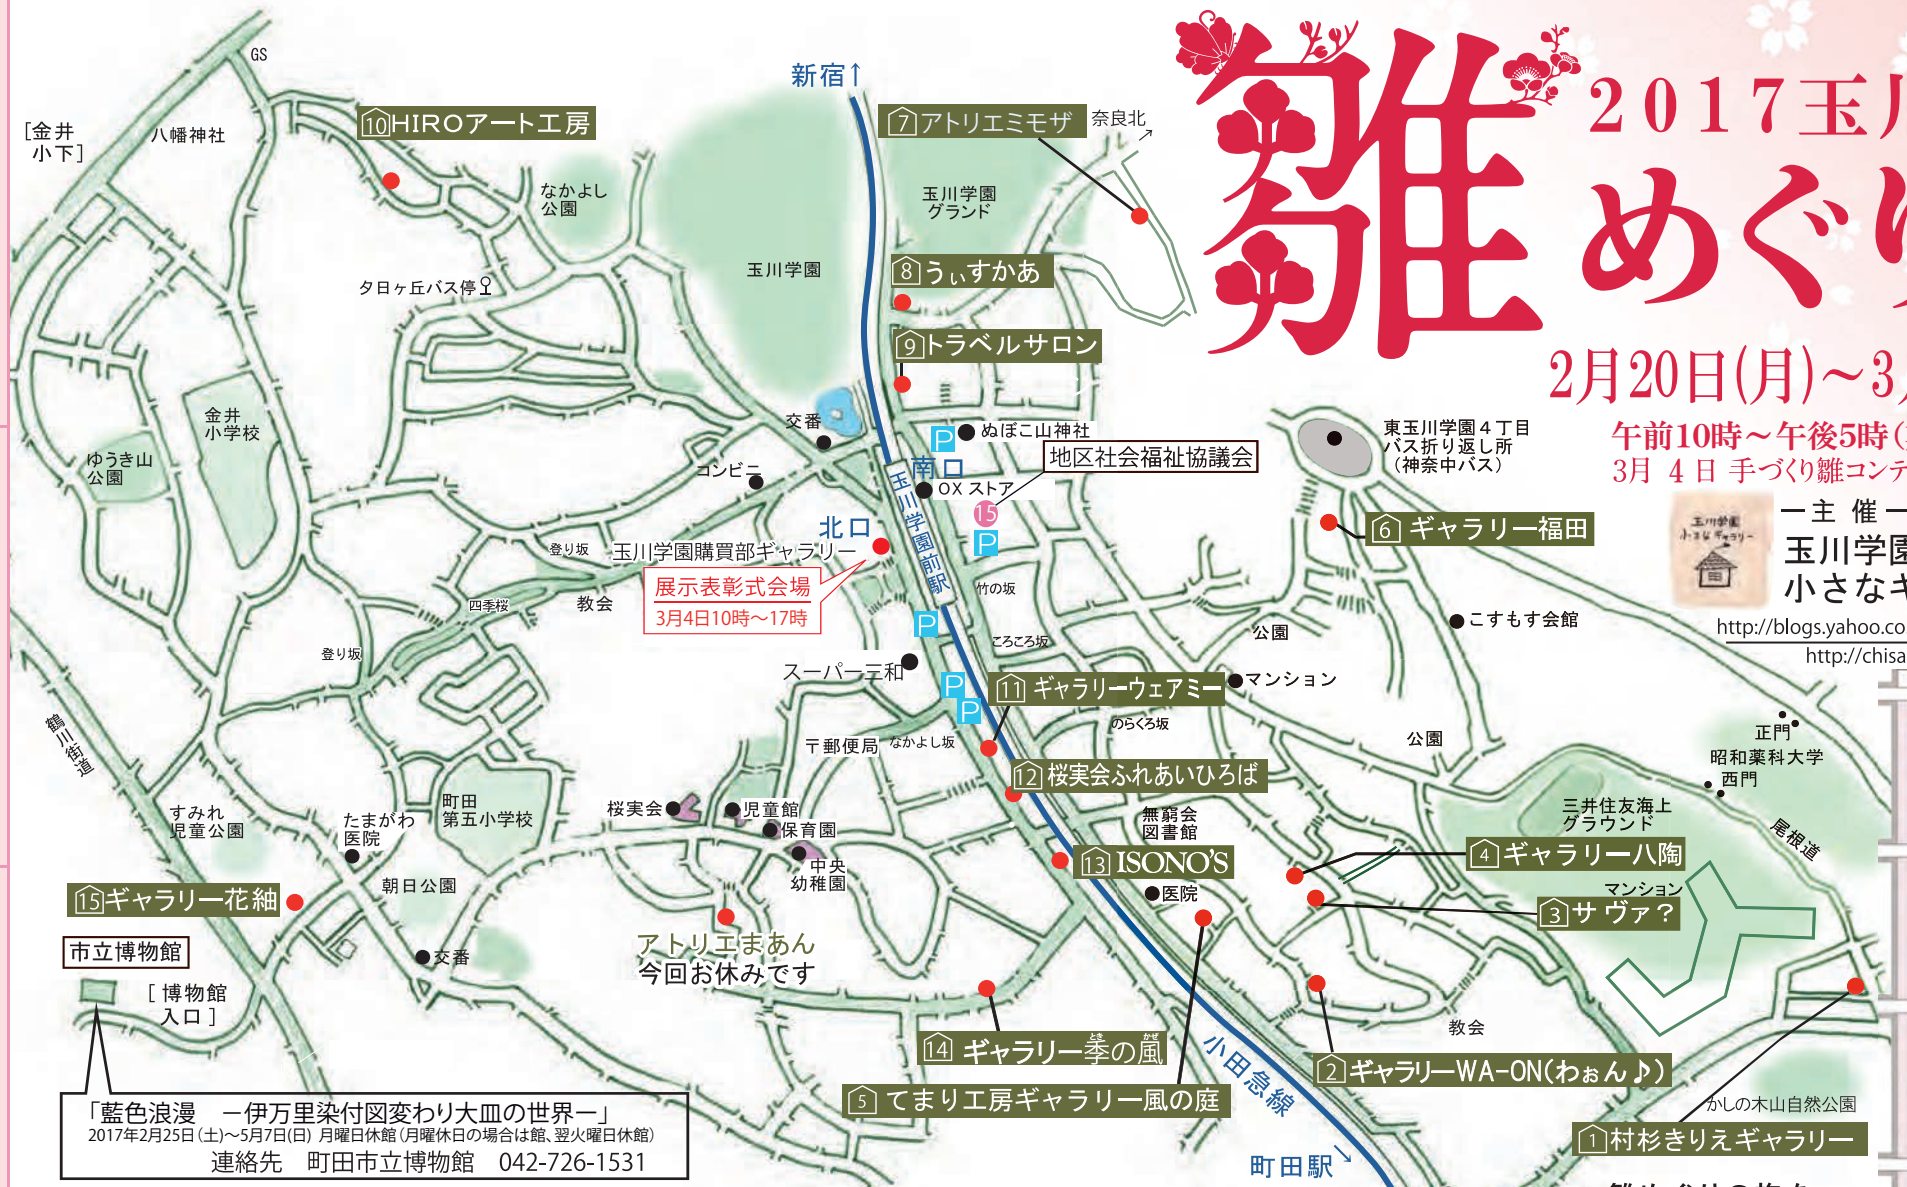 雛
2017玉川
めぐり
2月20日(月)～3月
午前10時～午後5時(
3月 4 日 手づくり雛コンテ
玉川学園
小さなギャラリー
－主 催－
玉川学園
小さなギ
http://blogs.yahoo.co
http://chisa
GS
[金井
小下]
八幡神社
⑩HIROアート工房
なかよし
公園
夕日ヶ丘バス停
新宿↑
⑦アトリエミモザ
奈良北
↗
玉川学園
グランド
玉川学園
⑧うぃすかあ
⑨トラベルサロン
金井
小学校
ゆうき山
公園
交番
コンビニ
P
ぬぼこ山神社
南口
地区社会福祉協議会
OX ストア
15
P
玉川学園前駅
北口
玉川学園購買部ギャラリー
展示表彰式会場
3月4日10時～17時
登り坂
四季桜
教会
登り坂
竹の坂
P
ころころ坂
スーパー三和
P
P
東玉川学園４丁目
バス折り返し所
（神奈中バス）
⑥ ギャラリー福田
公園
こすもす会館
⑪ ギャラリーウェアミー
マンション
のらくろ坂
公園
〒郵便局
なかよし坂
⑫桜実会ふれあいひろば
正門
昭和薬科大学
西門
鶴川街道
すみれ
児童公園
たまがわ
医院
町田
第五小学校
桜実会
児童館
保育園
中央
幼稚園
無窮会
図書館
三井住友海上
グラウンド
尾根道
⑬ ISONO'S
④ギャラリー八陶
医院
マンション
③サ ヴァ？
⑮ギャラリー花紬
朝日公園
市立博物館
交番
アトリエまあん
今回お休みです
[ 博物館
入口 ]
教会
⑭ ギャラリー季の風
とき かぜ
小田急線
②ギャラリーWA-ON(わぉん♪)
⑤ てまり工房ギャラリー風の庭
かしの木山自然公園
①村杉きりえギャラリー
町田駅↘
「藍色浪漫　－伊万里染付図変わり大皿の世界－」
2017年2月25日(土)～5月7日(日) 月曜日休館(月曜休日の場合は館、翌火曜日休館)
連絡先　町田市立博物館　042-726-1531